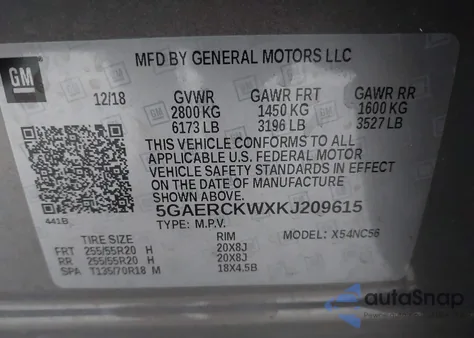 MFD BY GENERAL MOTORS LLC
GM
12/18 GVWR GAWR FRT GAWR RR
2800 KG 1450 KG 1600 KG
6173 LB 3196 LB 3527 LB
THIS VEHICLE CONFORMS TO ALL
APPLICABLE U.S. FEDERAL MOTOR
VEHICLE SAFETY STANDARDS IN EFFECT
ON THE DATE OF MANUFACTURE
SHOWN ABOVE.
5GAERCKWXKJ209615
441B
TYPE: M.P.V. MODEL: X54NC56
TIRE SIZE RIM
FRT 255/55R20 H 20X8J
RR 255/55R20 H 20X8J
SPA T135/70R18 M 18X4.5B
autoSnap